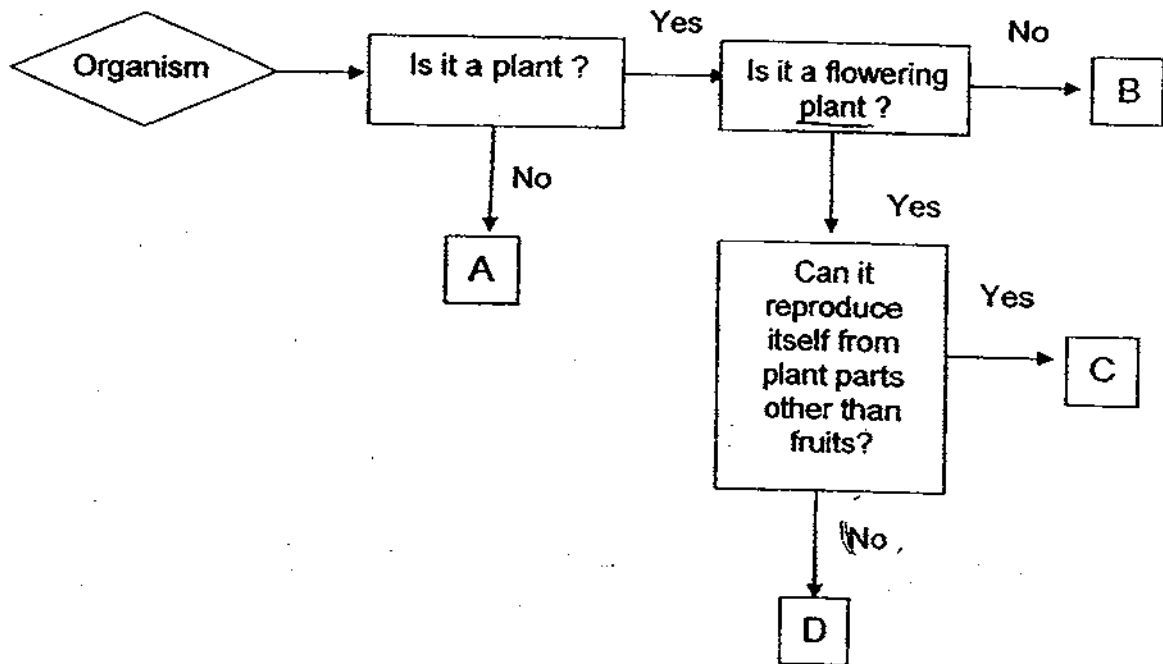 Organism
Is it a plant ?
Yes
Is it a flowering
plant ?
No
B
No
A
Yes
Can it
reproduce
itself from
plant parts
other than
fruits?
Yes
C
No
D